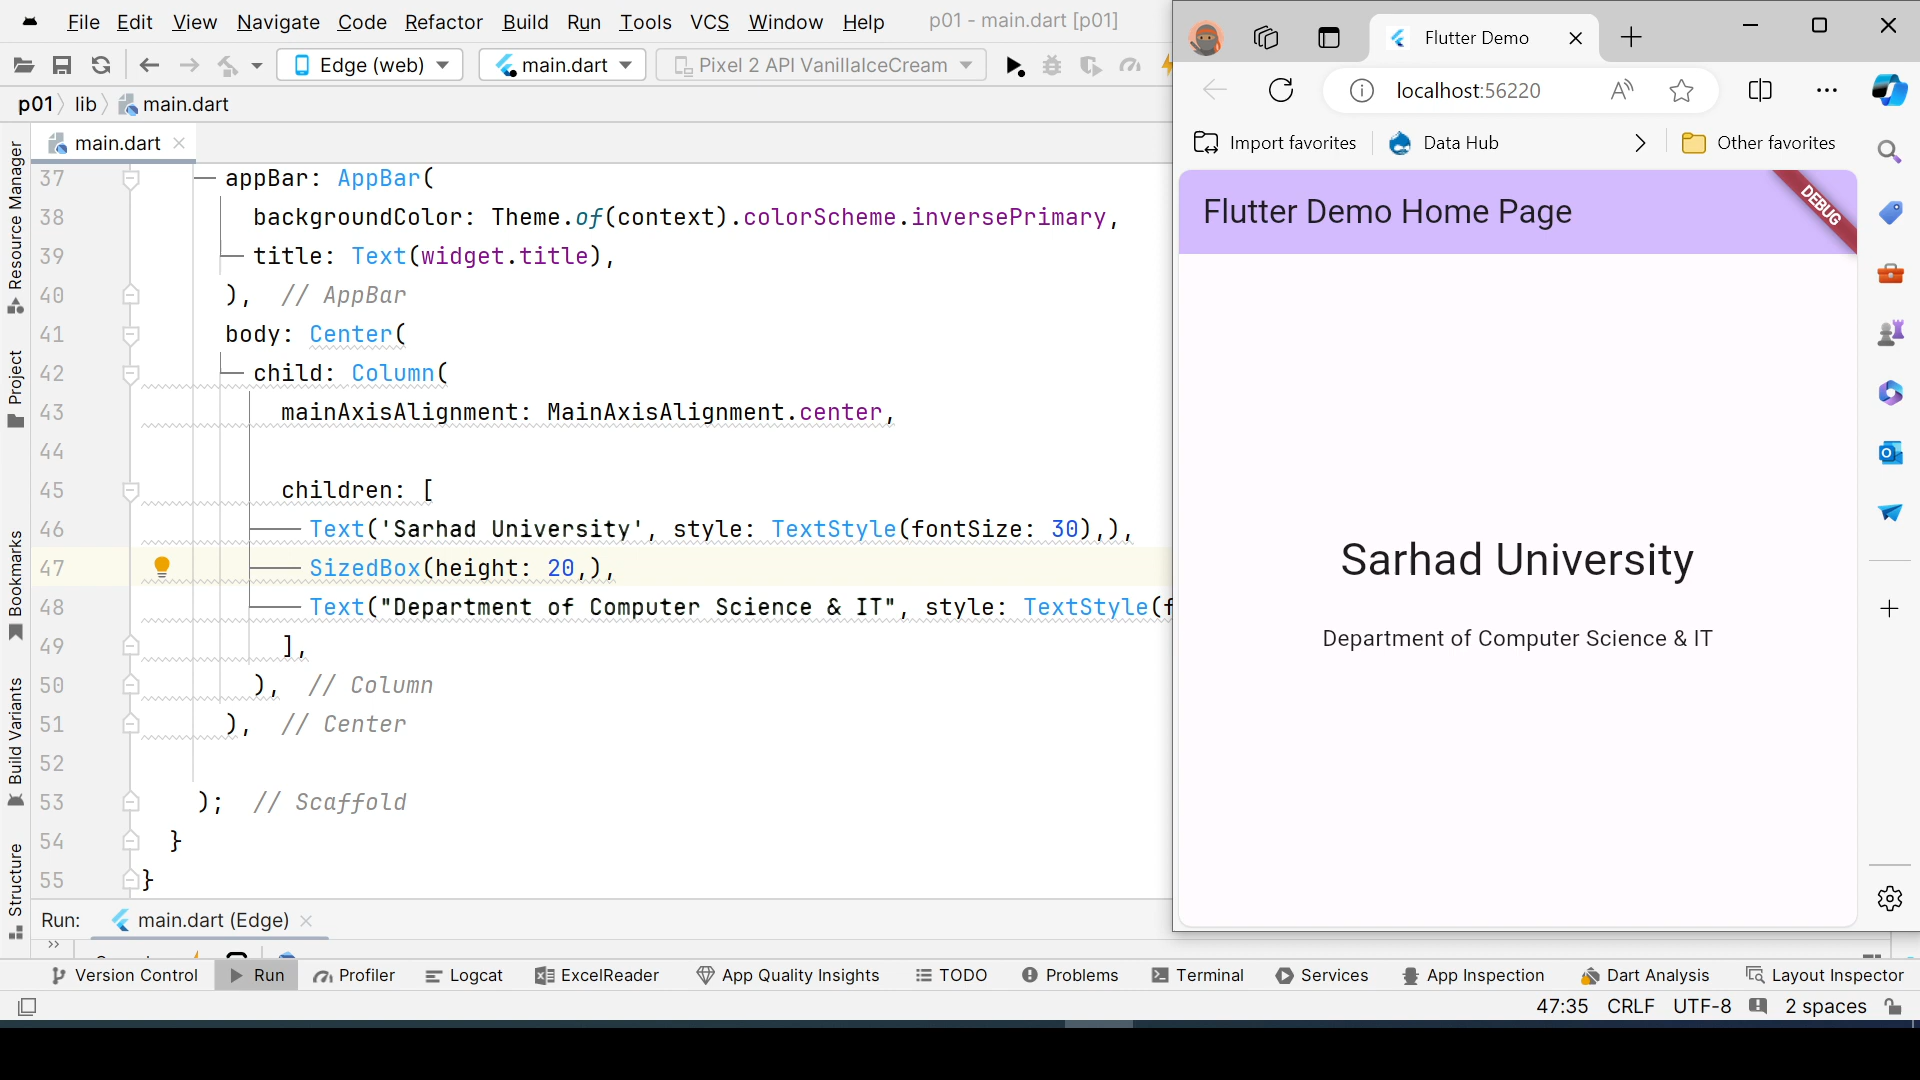 File Edit View Navigate Code Refactor Build Run Tools VCS Window Help p01 - main.dart [p01]
Edge (web) main.dart Pixel 2 API VanillaIceCream
p01 lib main.dart
main.dart
Resource Manager
Project
Bookmarks
Build Variants
Structure
37 appBar: AppBar(
38 backgroundColor: Theme.of(context).colorScheme.inversePrimary,
39 title: Text(widget.title),
40 ), // AppBar
41 body: Center(
42 child: Column(
43 mainAxisAlignment: MainAxisAlignment.center,
44
45 children: [
46 Text('Sarhad University', style: TextStyle(fontSize: 30),),
47 SizedBox(height: 20,),
48 Text("Department of Computer Science & IT", style: TextStyle(f
49 ],
50 ), // Column
51 ), // Center
52
53 ); // Scaffold
54 }
55 }
Run: main.dart (Edge)
Version Control Run Profiler Logcat ExcelReader App Quality Insights TODO Problems Terminal Services App Inspection Dart Analysis Layout Inspector
47:35 CRLF UTF-8 2 spaces
Flutter Demo
localhost:56220
Import favorites Data Hub Other favorites
Flutter Demo Home Page
DEBUG
Sarhad University
Department of Computer Science & IT